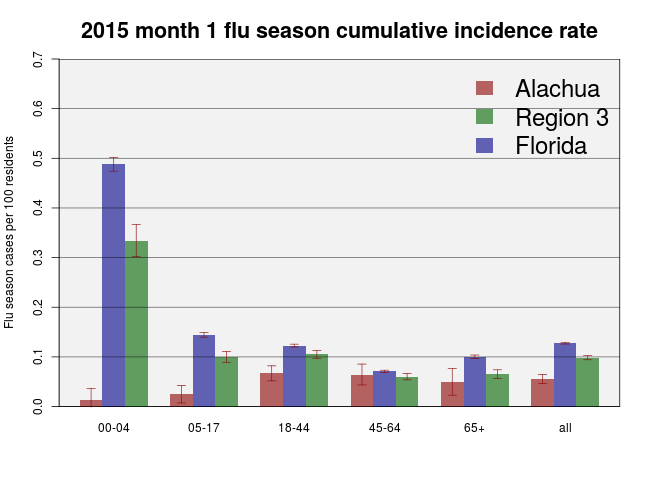 2015 month 1 flu season cumulative incidence rate
Flu season cases per 100 residents
0.7
0.6
0.5
0.4
0.3
0.2
0.1
0.0
Alachua
Region 3
Florida
00-04 05-17 18-44 45-64 65+ all